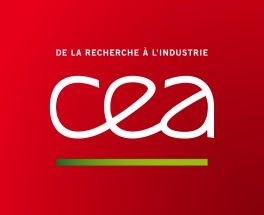 DE LA RECHERCHE À L'INDUSTRIE
cea